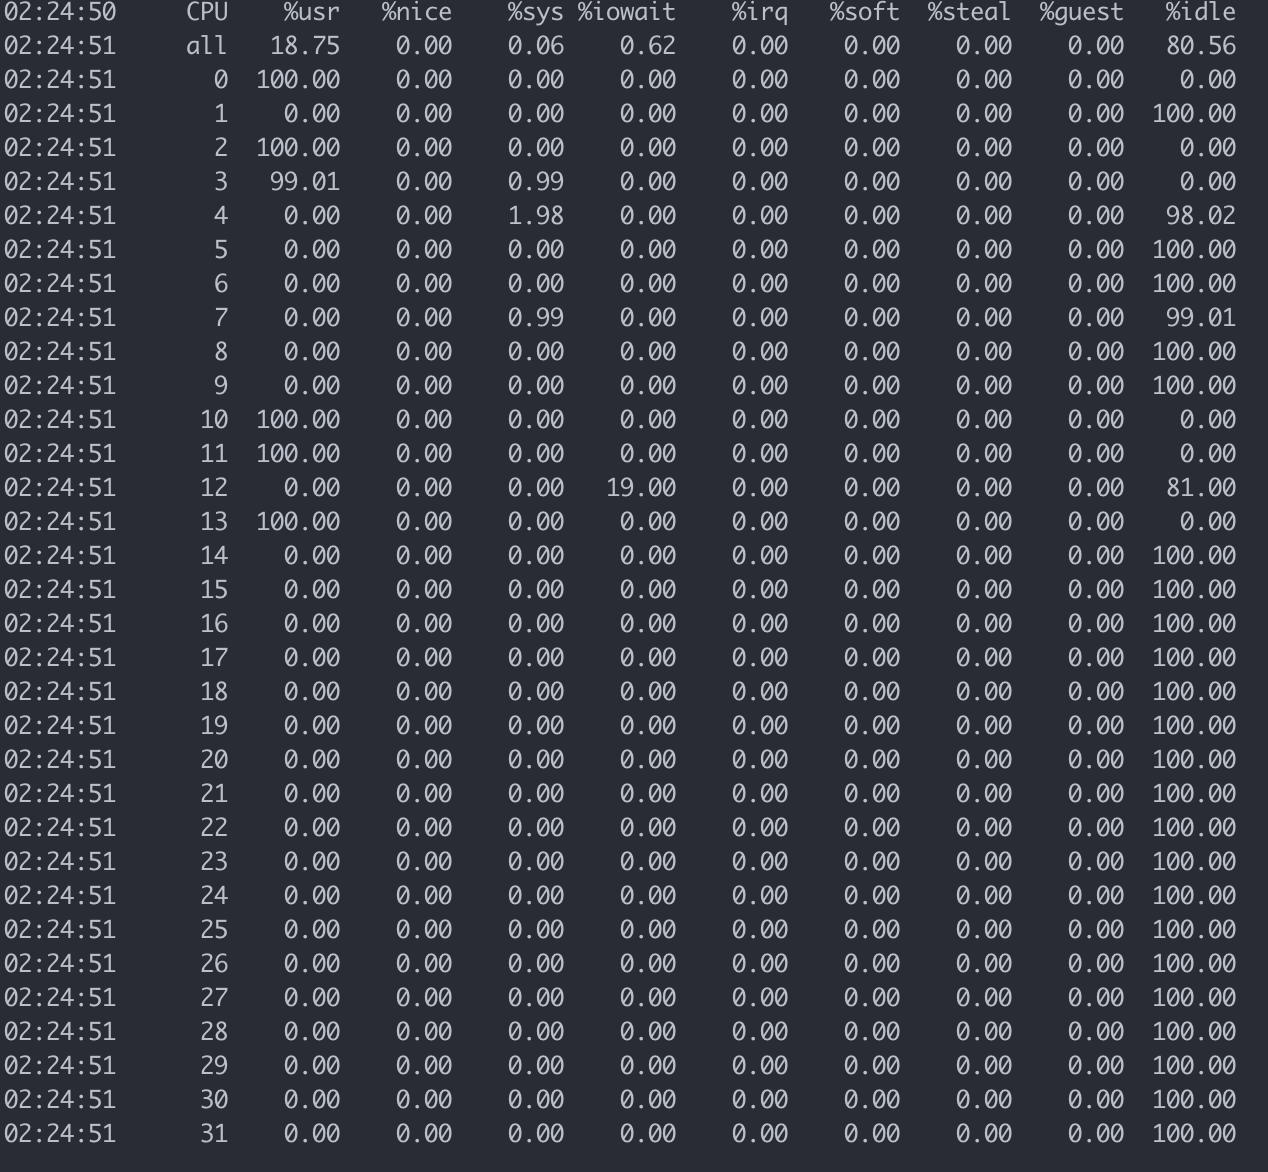 02:24:50 CPU %usr %nice %sys %iowait %irq %soft %steal %guest %idle
02:24:51 all 18.75 0.00 0.06 0.62 0.00 0.00 0.00 0.00 80.56
02:24:51 0 100.00 0.00 0.00 0.00 0.00 0.00 0.00 0.00 0.00
02:24:51 1 0.00 0.00 0.00 0.00 0.00 0.00 0.00 0.00 100.00
02:24:51 2 100.00 0.00 0.00 0.00 0.00 0.00 0.00 0.00 0.00
02:24:51 3 99.01 0.00 0.99 0.00 0.00 0.00 0.00 0.00 0.00
02:24:51 4 0.00 0.00 1.98 0.00 0.00 0.00 0.00 0.00 98.02
02:24:51 5 0.00 0.00 0.00 0.00 0.00 0.00 0.00 0.00 100.00
02:24:51 6 0.00 0.00 0.00 0.00 0.00 0.00 0.00 0.00 100.00
02:24:51 7 0.00 0.00 0.99 0.00 0.00 0.00 0.00 0.00 99.01
02:24:51 8 0.00 0.00 0.00 0.00 0.00 0.00 0.00 0.00 100.00
02:24:51 9 0.00 0.00 0.00 0.00 0.00 0.00 0.00 0.00 100.00
02:24:51 10 100.00 0.00 0.00 0.00 0.00 0.00 0.00 0.00 0.00
02:24:51 11 100.00 0.00 0.00 0.00 0.00 0.00 0.00 0.00 0.00
02:24:51 12 0.00 0.00 0.00 19.00 0.00 0.00 0.00 0.00 81.00
02:24:51 13 100.00 0.00 0.00 0.00 0.00 0.00 0.00 0.00 0.00
02:24:51 14 0.00 0.00 0.00 0.00 0.00 0.00 0.00 0.00 100.00
02:24:51 15 0.00 0.00 0.00 0.00 0.00 0.00 0.00 0.00 100.00
02:24:51 16 0.00 0.00 0.00 0.00 0.00 0.00 0.00 0.00 100.00
02:24:51 17 0.00 0.00 0.00 0.00 0.00 0.00 0.00 0.00 100.00
02:24:51 18 0.00 0.00 0.00 0.00 0.00 0.00 0.00 0.00 100.00
02:24:51 19 0.00 0.00 0.00 0.00 0.00 0.00 0.00 0.00 100.00
02:24:51 20 0.00 0.00 0.00 0.00 0.00 0.00 0.00 0.00 100.00
02:24:51 21 0.00 0.00 0.00 0.00 0.00 0.00 0.00 0.00 100.00
02:24:51 22 0.00 0.00 0.00 0.00 0.00 0.00 0.00 0.00 100.00
02:24:51 23 0.00 0.00 0.00 0.00 0.00 0.00 0.00 0.00 100.00
02:24:51 24 0.00 0.00 0.00 0.00 0.00 0.00 0.00 0.00 100.00
02:24:51 25 0.00 0.00 0.00 0.00 0.00 0.00 0.00 0.00 100.00
02:24:51 26 0.00 0.00 0.00 0.00 0.00 0.00 0.00 0.00 100.00
02:24:51 27 0.00 0.00 0.00 0.00 0.00 0.00 0.00 0.00 100.00
02:24:51 28 0.00 0.00 0.00 0.00 0.00 0.00 0.00 0.00 100.00
02:24:51 29 0.00 0.00 0.00 0.00 0.00 0.00 0.00 0.00 100.00
02:24:51 30 0.00 0.00 0.00 0.00 0.00 0.00 0.00 0.00 100.00
02:24:51 31 0.00 0.00 0.00 0.00 0.00 0.00 0.00 0.00 100.00